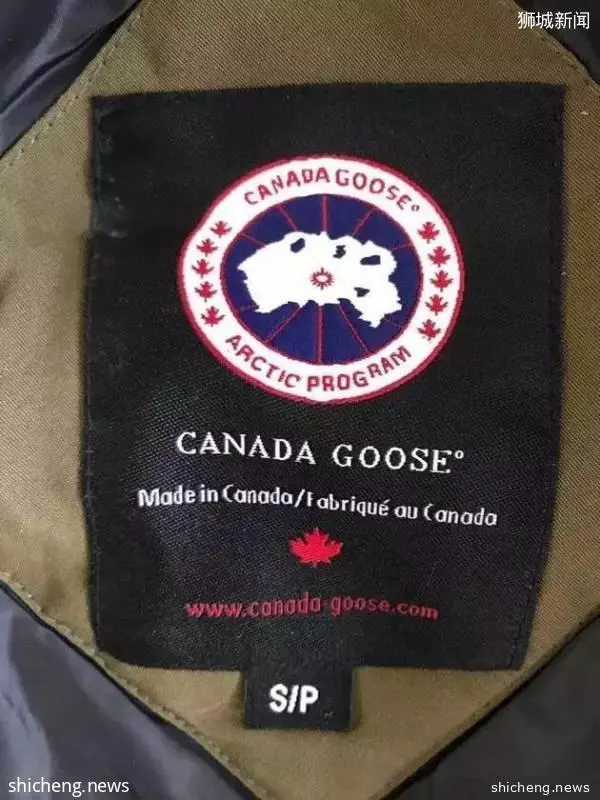 狮城新闻
CANADA GOOSE®
ARCTIC PROGRAM
CANADA GOOSE®
Made in Canada/Fabriqué au Canada
www.canada-goose.com
S/P
shicheng.news
shicheng.news